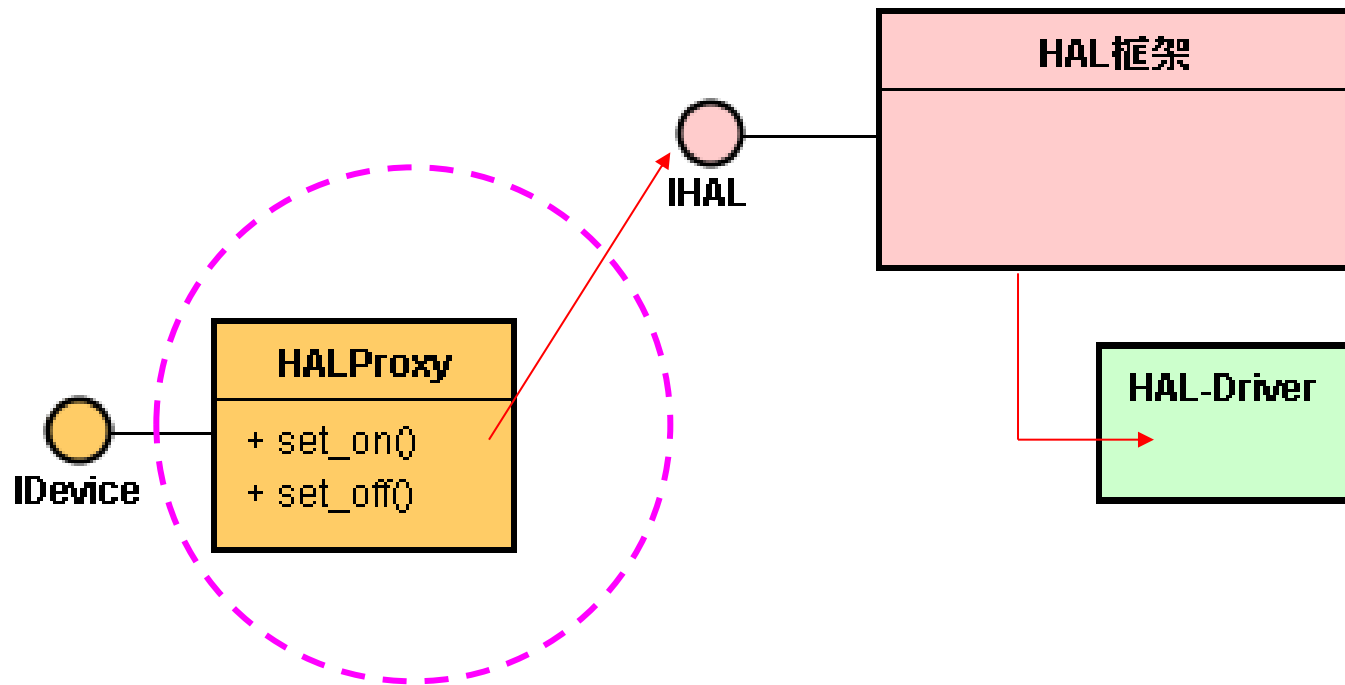 HAL框架
IHAL
HALProxy
+ set_on()
+ set_off()
IDevice
HAL-Driver